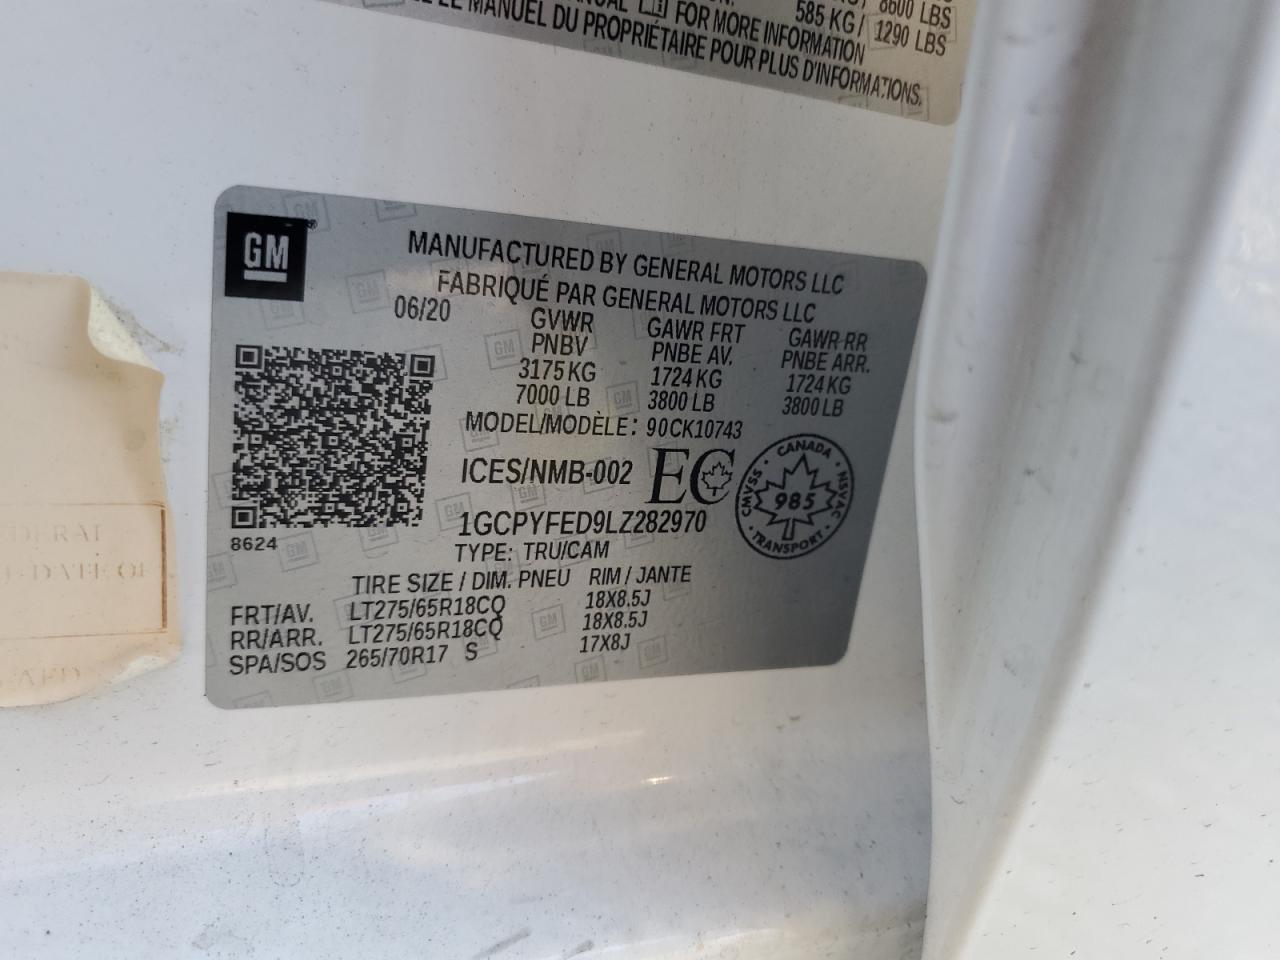 8600 LBS
585 KG / 1290 LBS
FOR MORE INFORMATION
LE MANUEL DU PROPRIÉTAIRE POUR PLUS D'INFORMATIONS.
GM
MANUFACTURED BY GENERAL MOTORS LLC
FABRIQUÉ PAR GENERAL MOTORS LLC
06/20
GVWR GAWR FRT GAWR RR
PNBV PNBE AV. PNBE ARR.
3175 KG 1724 KG 1724 KG
7000 LB 3800 LB 3800 LB
MODEL/MODÈLE: 90CK10743
ICES/NMB-002 EC
CANADA
CMVSS 985 NSVAC
TRANSPORT
1GCPYFED9LZ282970
8624
TYPE: TRU/CAM
TIRE SIZE / DIM. PNEU RIM / JANTE
FRT/AV. LT275/65R18CQ 18X8.5J
RR/ARR. LT275/65R18CQ 18X8.5J
SPA/SOS 265/70R17 S 17X8J